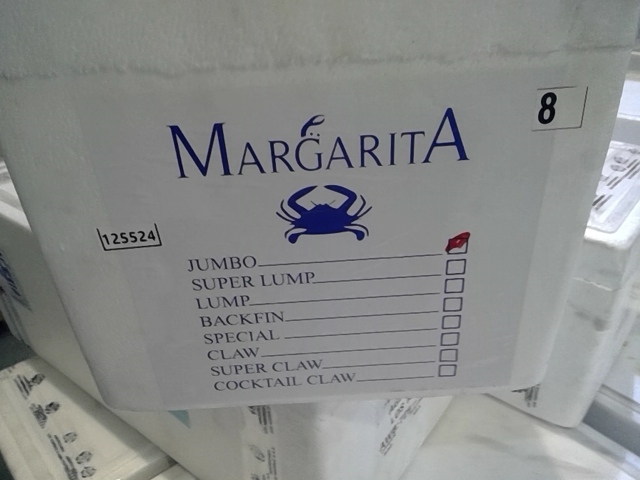 8
MARGARITA
125524
JUMBO
SUPER LUMP
LUMP
BACKFIN
SPECIAL
CLAW
SUPER CLAW
COCKTAIL CLAW